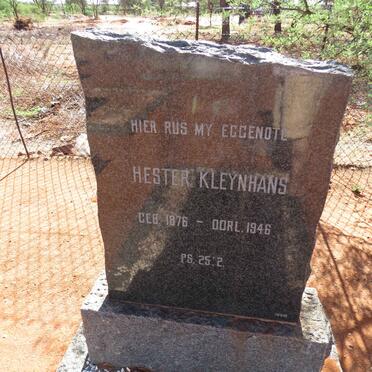 HIER RUS MY EGGENOTE
HESTER KLEYNHANS
GEB. 1876 - OORL. 1946
PS. 25:2.